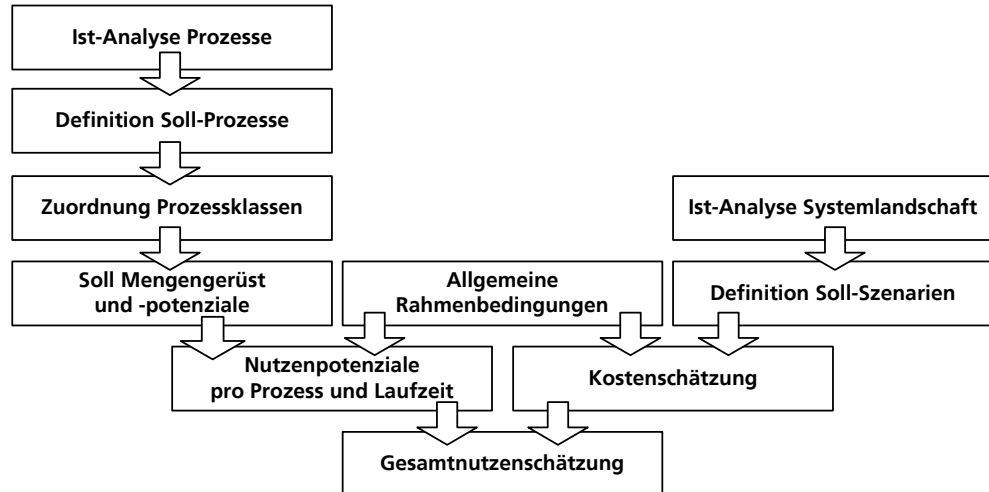 Ist-Analyse Prozesse
Definition Soll-Prozesse
Zuordnung Prozessklassen
Ist-Analyse Systemlandschaft
Soll Mengengerüst
und -potenziale
Allgemeine
Rahmenbedingungen
Definition Soll-Szenarien
Nutzenpotenziale
pro Prozess und Laufzeit
Kostenschätzung
Gesamtnutzenschätzung